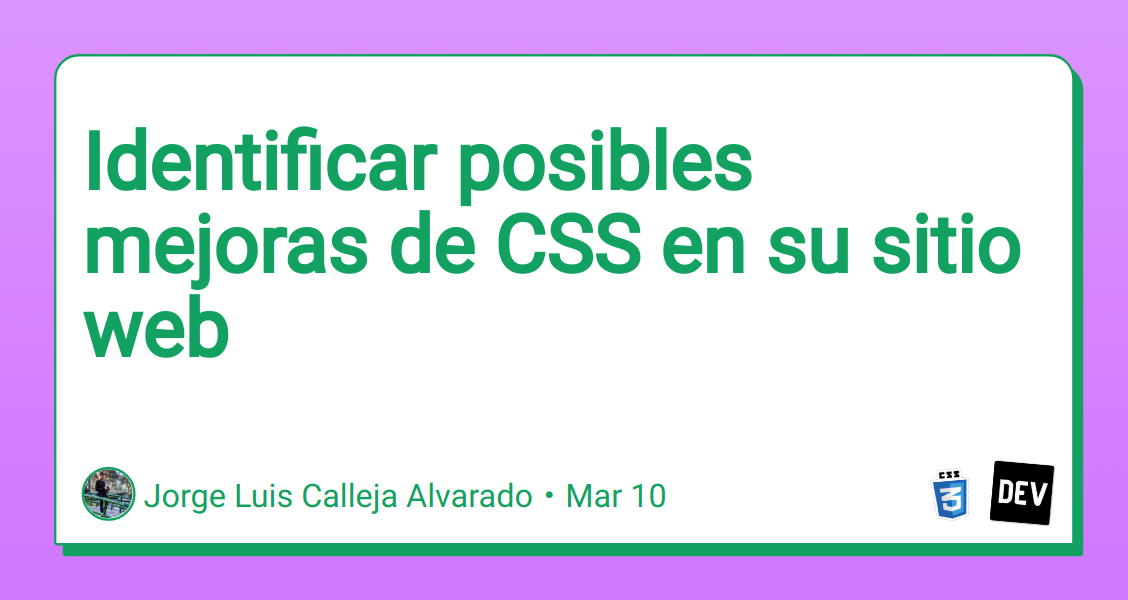 Identificar posibles
mejoras de CSS en su sitio
web
Jorge Luis Calleja Alvarado • Mar 10
CSS
3
DEV